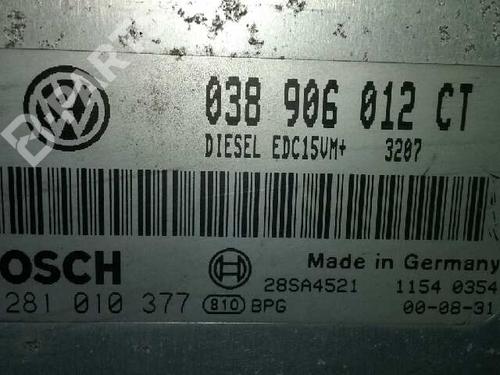 038 906 012 CT
DIESEL EDC15VM+ 3207
BOSCH
Made in Germany
281 010 377
810
BPG
28SA4521
1154 0354
00-08-31